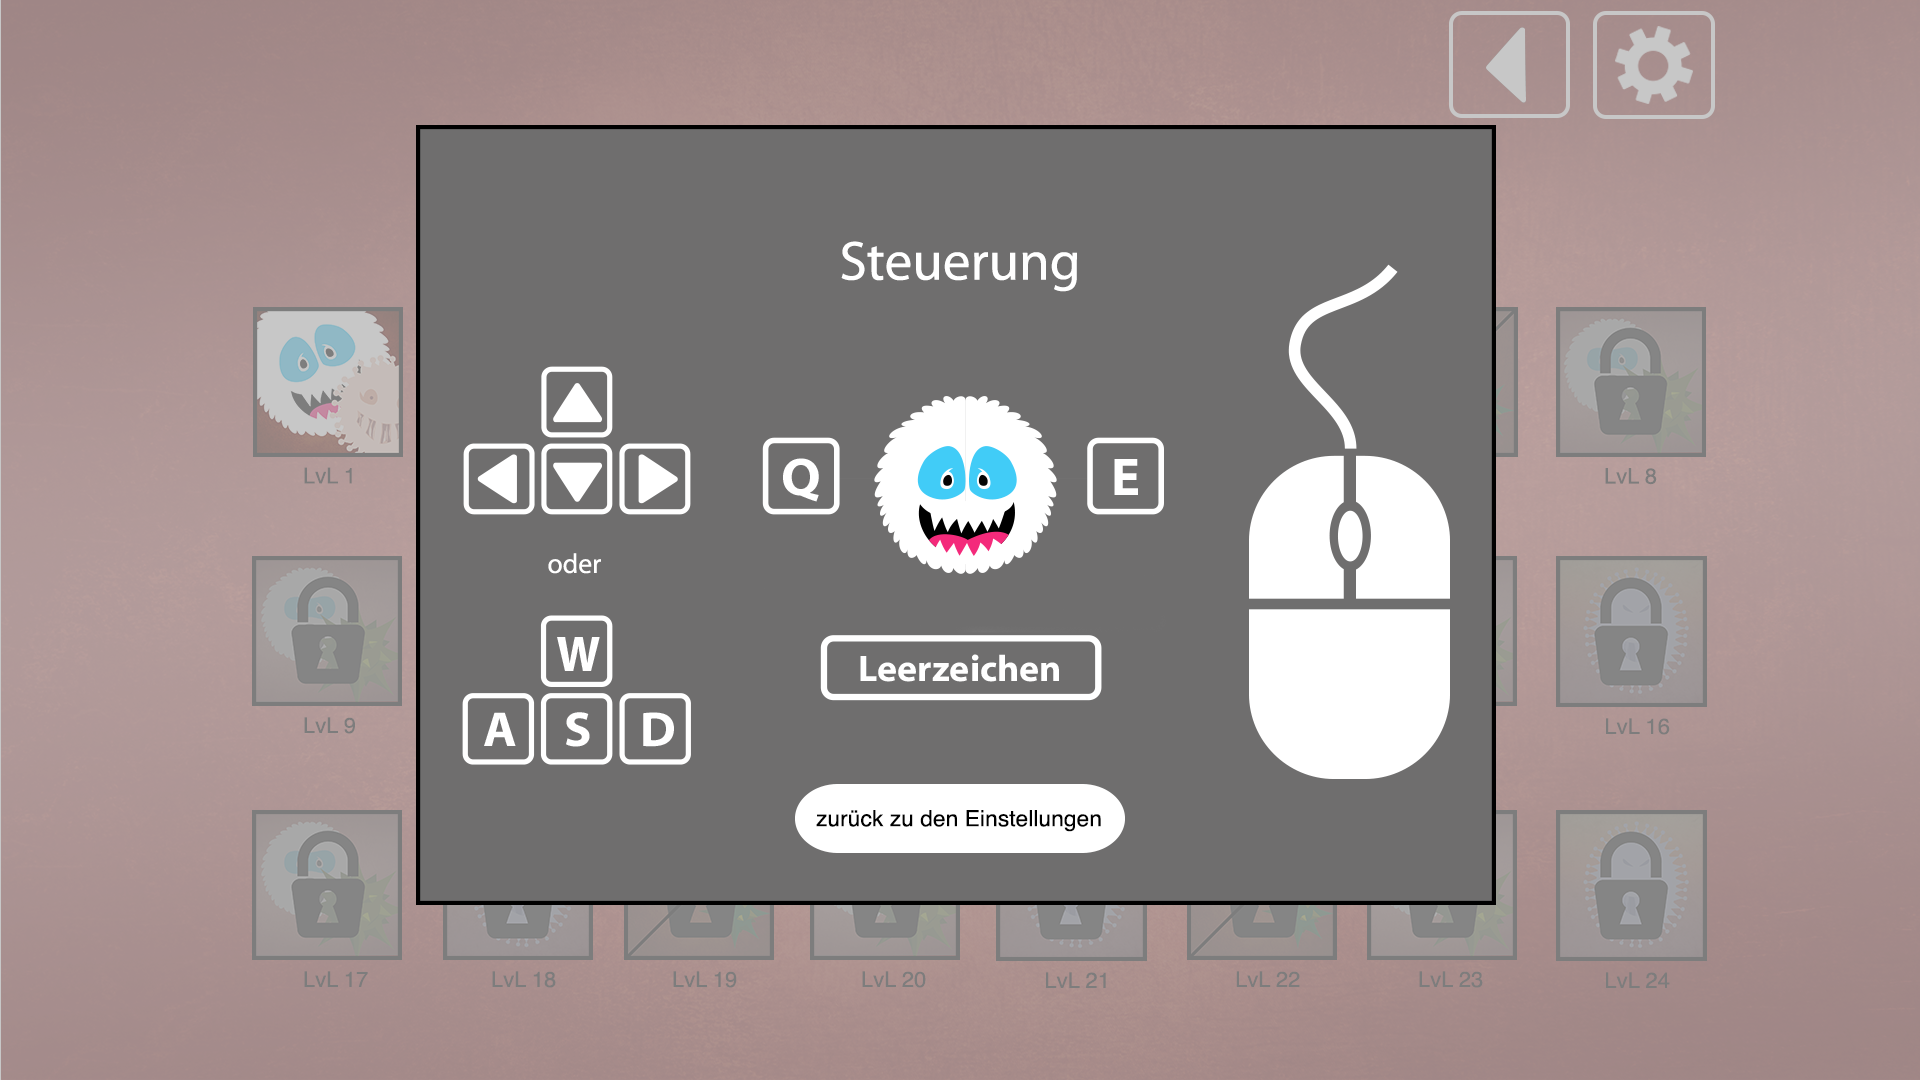 Steuerung
Q
E
oder
W
A S D
Leerzeichen
zurück zu den Einstellungen
LvL 1
LvL 8
LvL 9
LvL 16
LvL 17
LvL 18
LvL 19
LvL 20
LvL 21
LvL 22
LvL 23
LvL 24